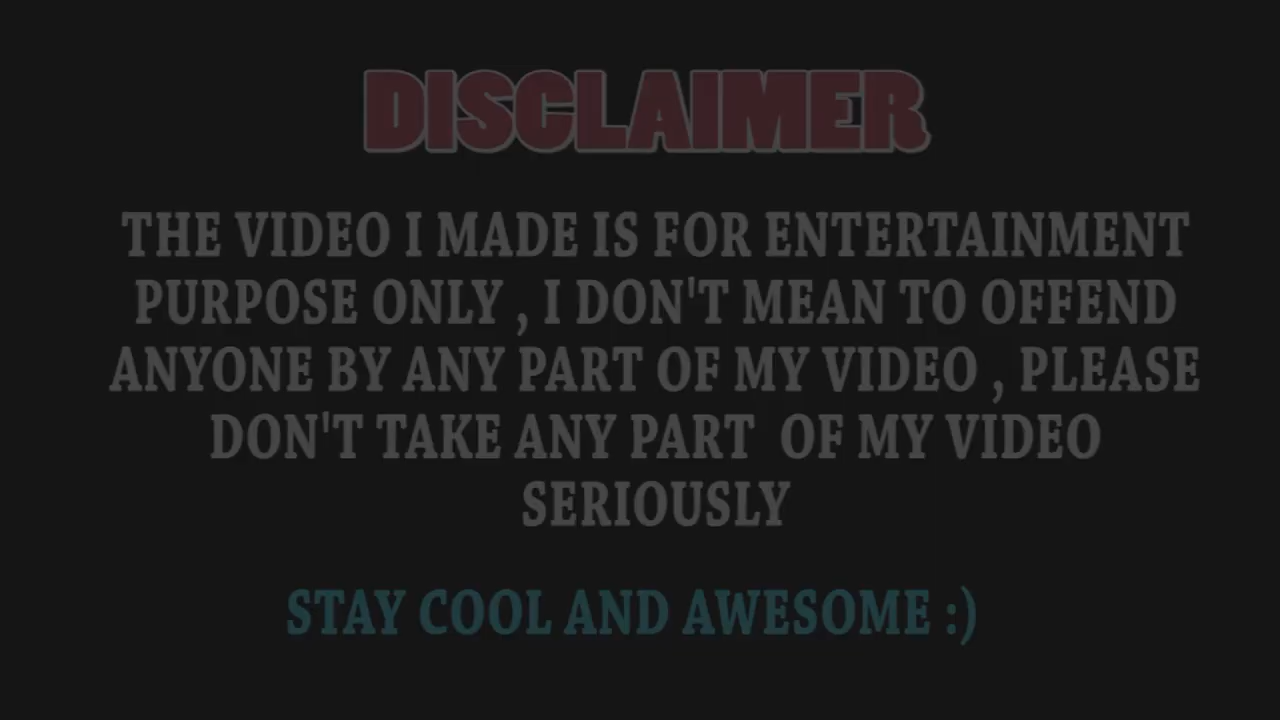 DISCLAIMER
THE VIDEO I MADE IS FOR ENTERTAINMENT
PURPOSE ONLY , I DON'T MEAN TO OFFEND
ANYONE BY ANY PART OF MY VIDEO , PLEASE
DON'T TAKE ANY PART  OF MY VIDEO
SERIOUSLY
STAY COOL AND AWESOME :)